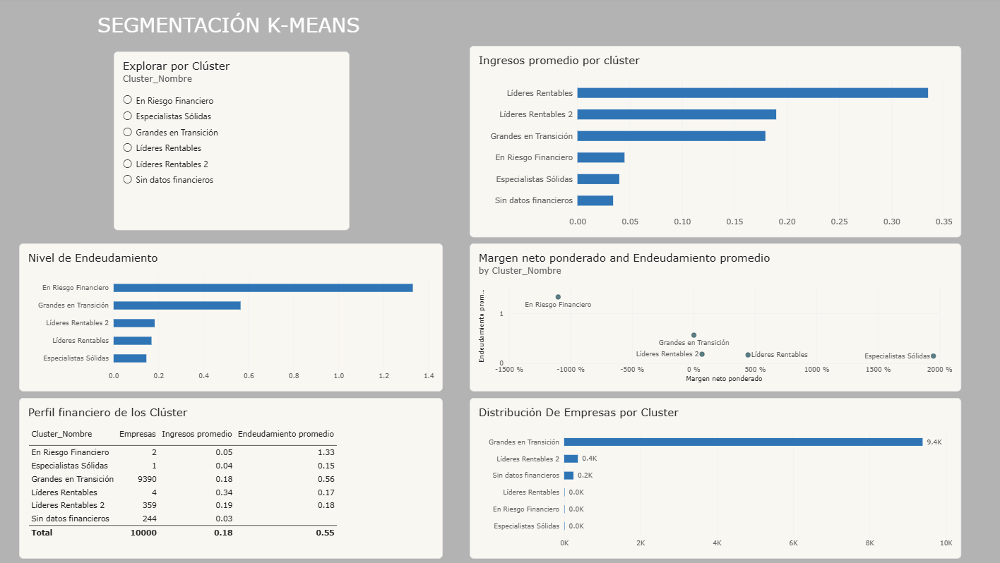 SEGMENTACIÓN K-MEANS
Explorar por Clúster
Cluster_Nombre
En Riesgo Financiero
Especialistas Sólidas
Grandes en Transición
Líderes Rentables
Líderes Rentables 2
Sin datos financieros
Ingresos promedio por clúster
Líderes Rentables
Líderes Rentables 2
Grandes en Transición
En Riesgo Financiero
Especialistas Sólidas
Sin datos financieros
0.00 0.05 0.10 0.15 0.20 0.25 0.30 0.35
Nivel de Endeudamiento
En Riesgo Financiero
Grandes en Transición
Líderes Rentables 2
Líderes Rentables
Especialistas Sólidas
0.0 0.2 0.4 0.6 0.8 1.0 1.2 1.4
Margen neto ponderado and Endeudamiento promedio
by Cluster_Nombre
Endeudamiento prom...
1
0
En Riesgo Financiero
Grandes en Transición
Líderes Rentables 2
Líderes Rentables
Especialistas Sólidas
-1500 % -1000 % -500 % 0 % 500 % 1000 % 1500 % 2000 %
Margen neto ponderado
Perfil financiero de los Clúster
Cluster_Nombre Empresas Ingresos promedio Endeudamiento promedio
En Riesgo Financiero 2 0.05 1.33
Especialistas Sólidas 1 0.04 0.15
Grandes en Transición 9390 0.18 0.56
Líderes Rentables 4 0.34 0.17
Líderes Rentables 2 359 0.19 0.18
Sin datos financieros 244 0.03
Total 10000 0.18 0.55
Distribución De Empresas por Cluster
Grandes en Transición 9.4K
Líderes Rentables 2 0.4K
Sin datos financieros 0.2K
Líderes Rentables 0.0K
En Riesgo Financiero 0.0K
Especialistas Sólidas 0.0K
0K 2K 4K 6K 8K 10K